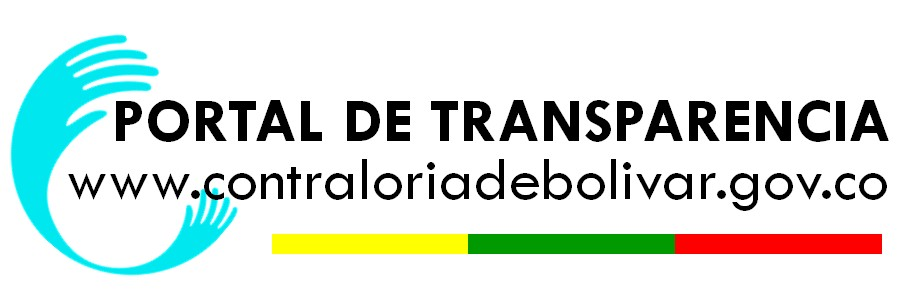 PORTAL DE TRANSPARENCIA
www.contraloriadebolivar.gov.co